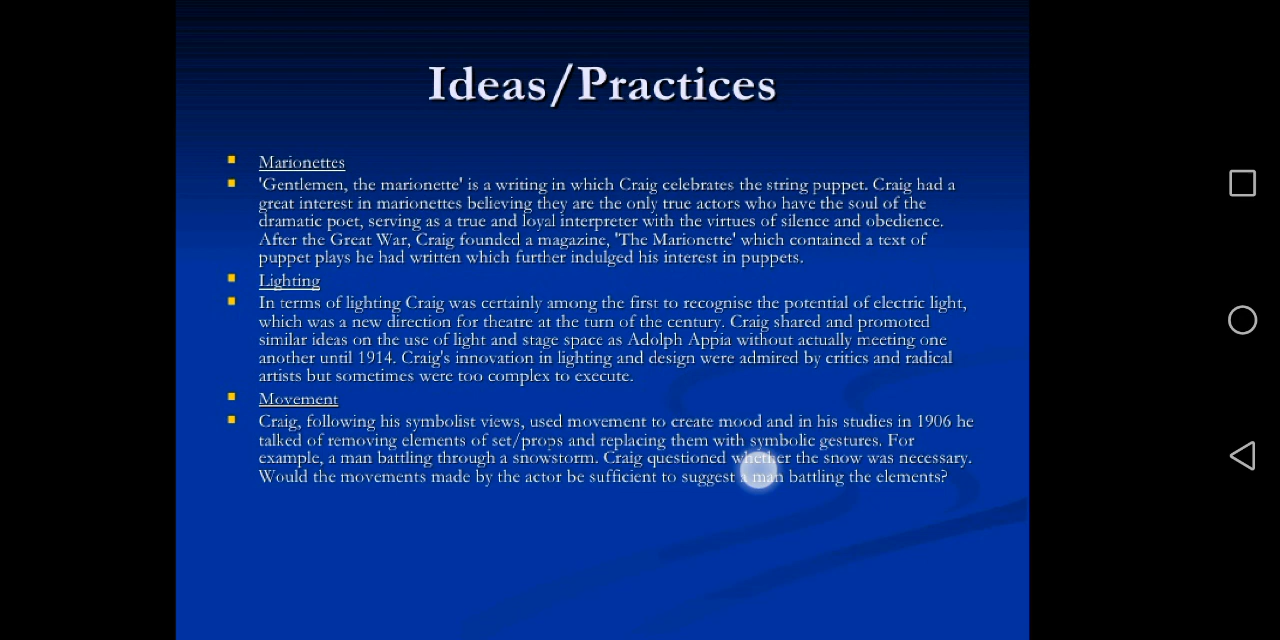 Ideas/Practices
Marionettes
'Gentlemen, the marionette' is a writing in which Craig celebrates the string puppet. Craig had a
great interest in marionettes believing they are the only true actors who have the soul of the
dramatic poet, serving as a true and loyal interpreter with the virtues of silence and obedience.
After the Great War, Craig founded a magazine, 'The Marionette' which contained a text of
puppet plays he had written which further indulged his interest in puppets.
Lighting
In terms of lighting Craig was certainly among the first to recognise the potential of electric light,
which was a new direction for theatre at the turn of the century. Craig shared and promoted
similar ideas on the use of light and stage space as Adolph Appia without actually meeting one
another until 1914. Craig's innovation in lighting and design were admired by critics and radical
artists but sometimes were too complex to execute.
Movement
Craig, following his symbolist views, used movement to create mood and in his studies in 1906 he
talked of removing elements of set/props and replacing them with symbolic gestures. For
example, a man battling through a snowstorm. Craig questioned whether the snow was necessary.
Would the movements made by the actor be sufficient to suggest a man battling the elements?